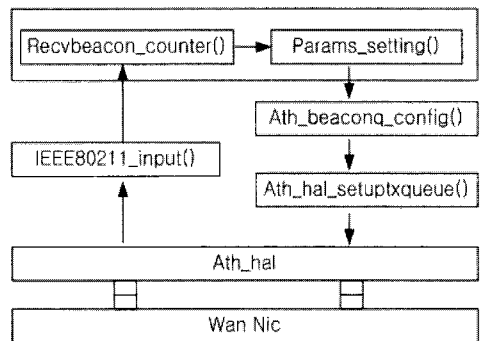 Recvbeacon_counter()
Params_setting()
Ath_beaconq_config()
IEEE80211_input()
Ath_hal_setuptxqueue()
Ath_hal
Wan Nic